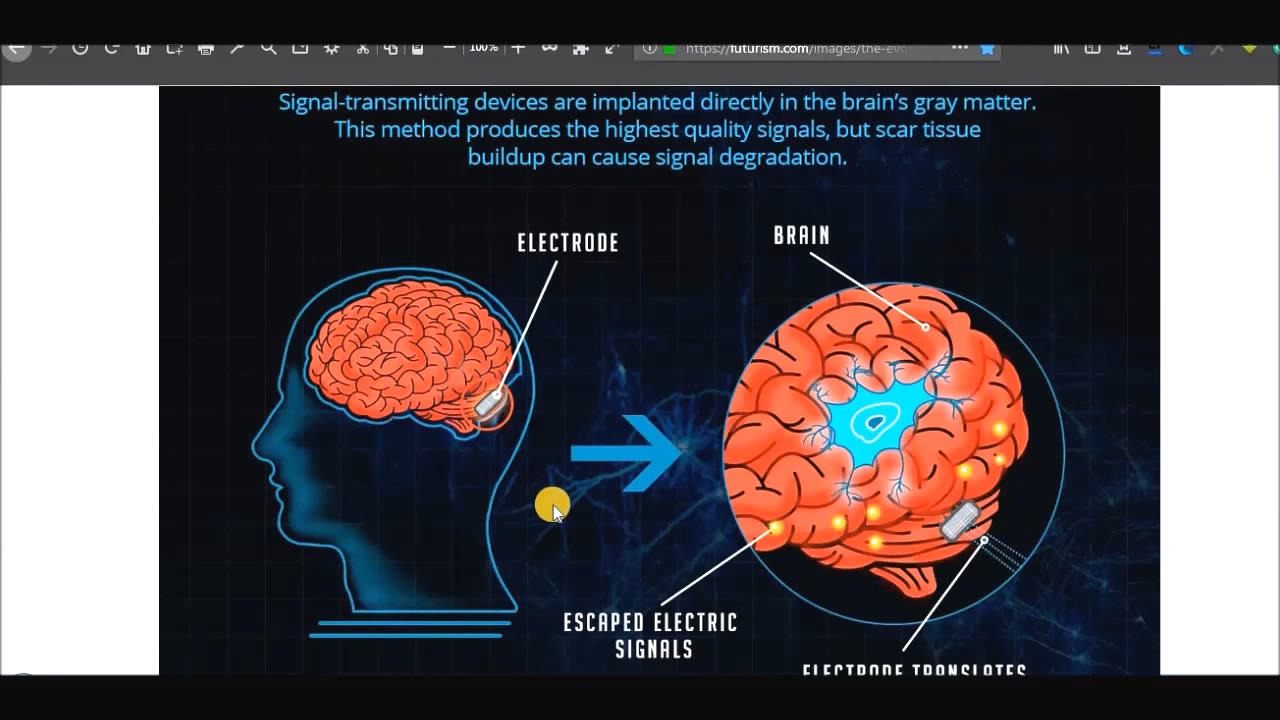 100%
https://futurism.com/images/the-evo
Signal-transmitting devices are implanted directly in the brain's gray matter.
This method produces the highest quality signals, but scar tissue
buildup can cause signal degradation.
ELECTRODE
BRAIN
ESCAPED ELECTRIC
SIGNALS
ELECTRODE TRANSLATES